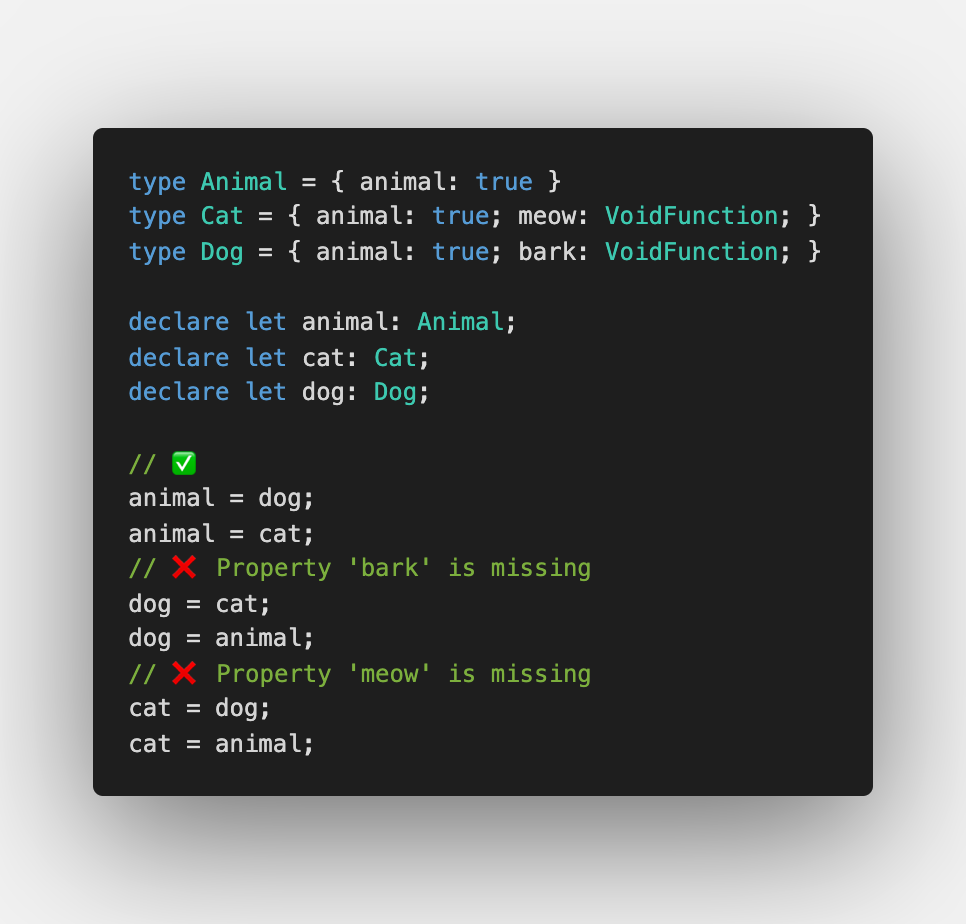 type Animal = { animal: true }
type Cat = { animal: true; meow: VoidFunction; }
type Dog = { animal: true; bark: VoidFunction; }
declare let animal: Animal;
declare let cat: Cat;
declare let dog: Dog;
// ✅
animal = dog;
animal = cat;
// ❌ Property 'bark' is missing
dog = cat;
dog = animal;
// ❌ Property 'meow' is missing
cat = dog;
cat = animal;